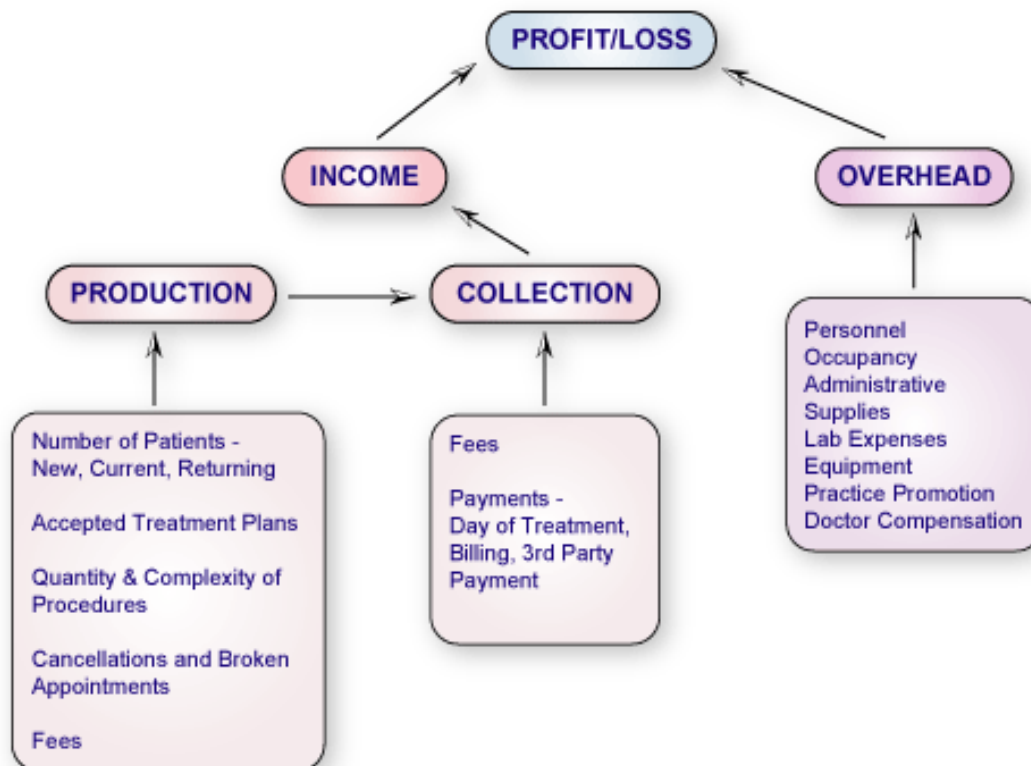 PROFIT/LOSS
INCOME
OVERHEAD
PRODUCTION
COLLECTION
Number of Patients -
New, Current, Returning
Accepted Treatment Plans
Quantity & Complexity of
Procedures
Cancellations and Broken
Appointments
Fees
Fees
Payments -
Day of Treatment,
Billing, 3rd Party
Payment
Personnel
Occupancy
Administrative
Supplies
Lab Expenses
Equipment
Practice Promotion
Doctor Compensation